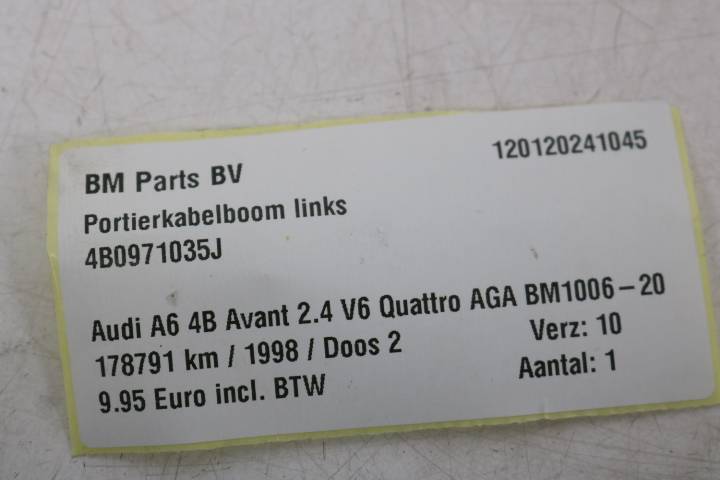 BM Parts BV 120120241045
Portierkabelboom links
4B0971035J
Audi A6 4B Avant 2.4 V6 Quattro AGA BM1006-20
178791 km / 1998 / Doos 2 Verz: 10
9.95 Euro incl. BTW Aantal: 1